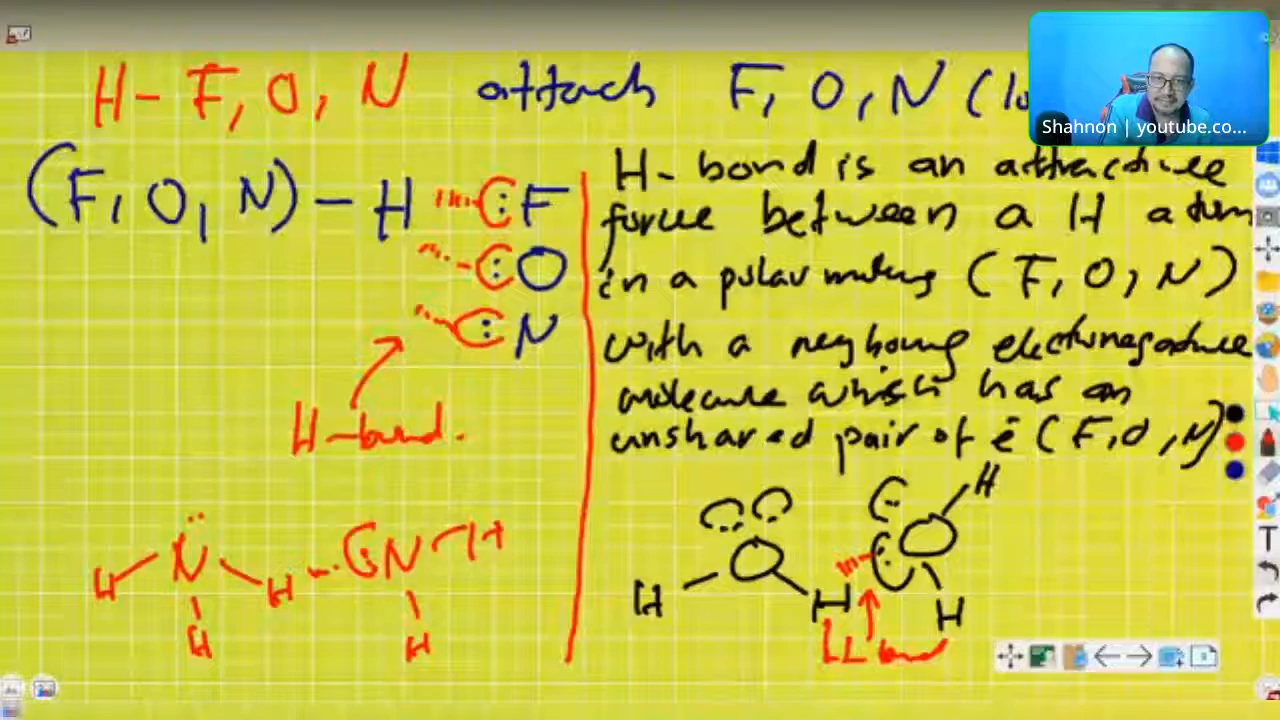 H- F, O, N attach F, O, N (lo
Shahnon | youtube.co...
(F, O, N) - H :F
:O
:N
H-bond.
H-bond is an attractive
force between a H atom
in a polar molecule (F, O, N)
with a neighbouring electronegative
molecule which has an
unshared pair of ē (F, O, N)
H N H :N H
H H
H O H :O H
H
H bond
T